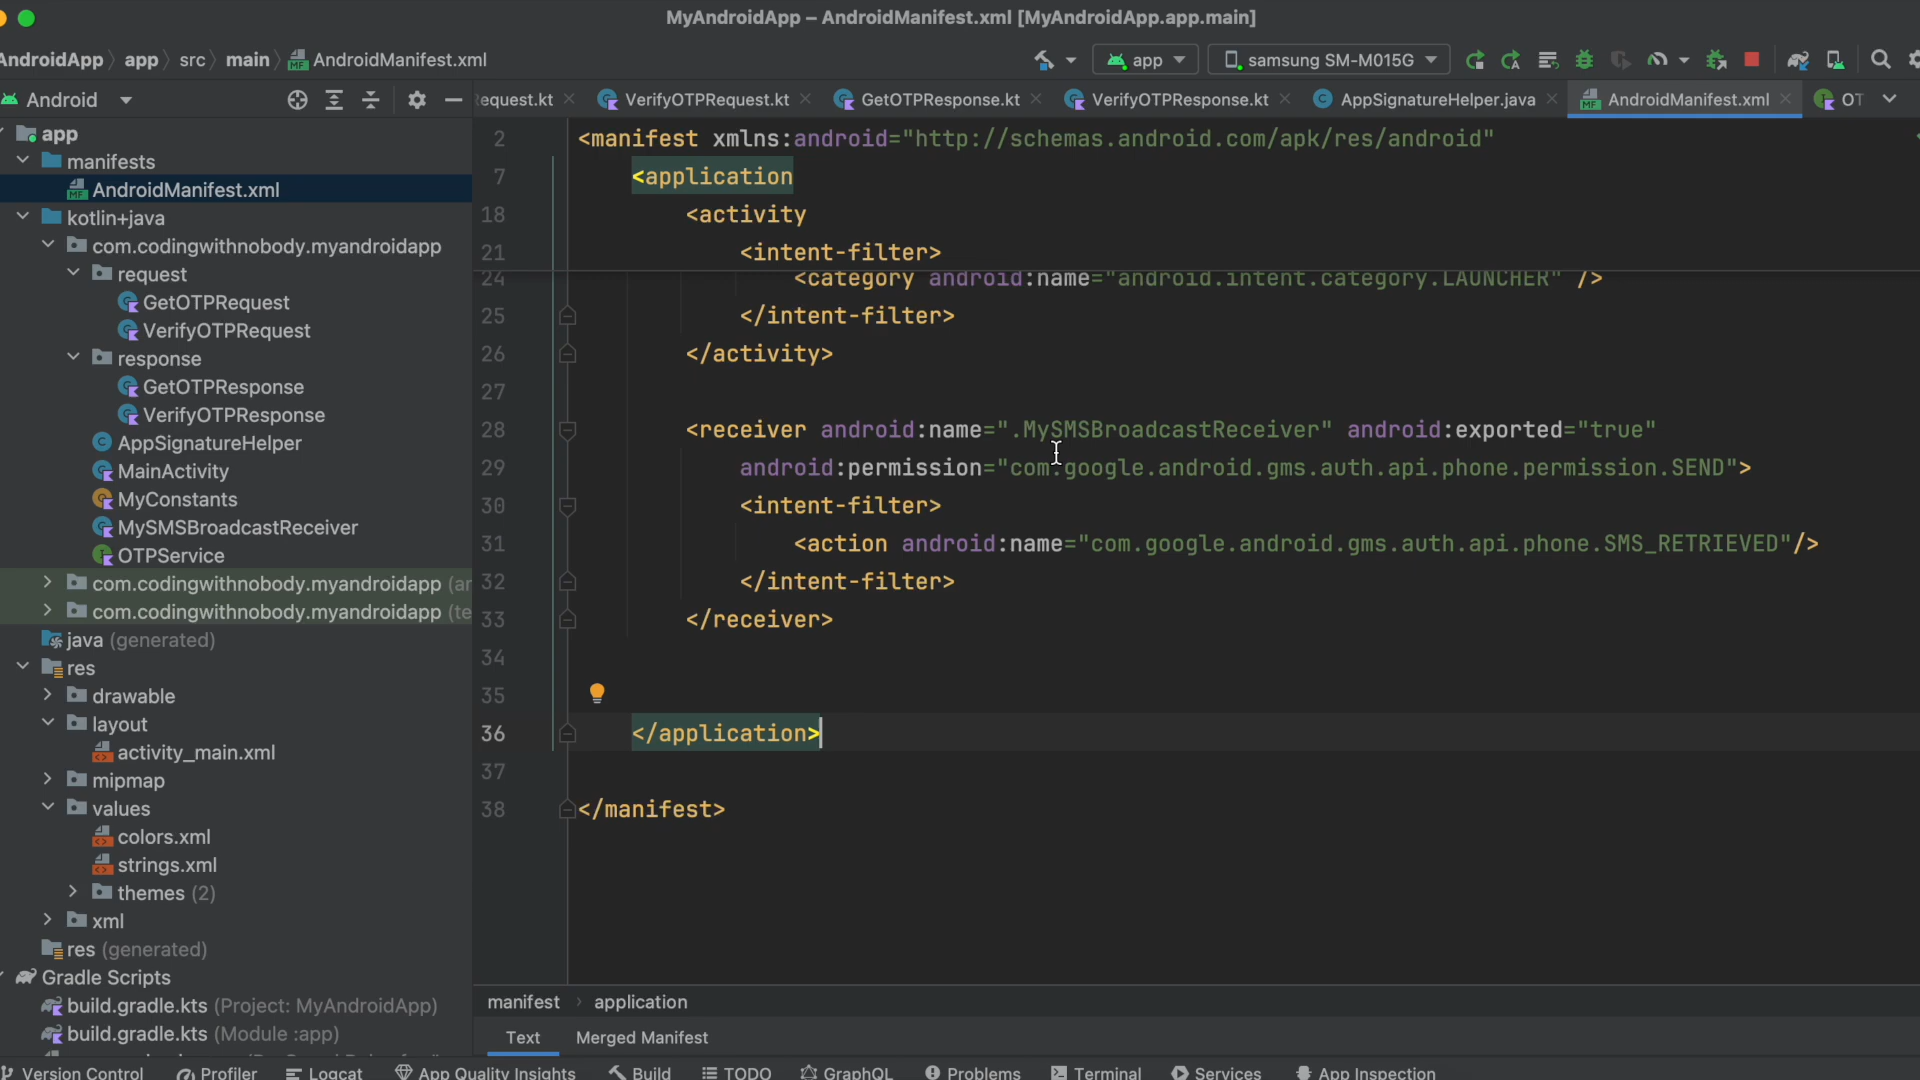 MyAndroidApp – AndroidManifest.xml [MyAndroidApp.app.main]
AndroidApp 〉 app 〉 src 〉 main 〉 AndroidManifest.xml
app
samsung SM-M015G
Android
equest.kt
VerifyOTPRequest.kt
GetOTPResponse.kt
VerifyOTPResponse.kt
AppSignatureHelper.java
AndroidManifest.xml
OT
app
manifests
AndroidManifest.xml
kotlin+java
com.codingwithnobody.myandroidapp
request
GetOTPRequest
VerifyOTPRequest
response
GetOTPResponse
VerifyOTPResponse
AppSignatureHelper
MainActivity
MyConstants
MySMSBroadcastReceiver
OTPService
com.codingwithnobody.myandroidapp (ar
com.codingwithnobody.myandroidapp (te
java (generated)
res
drawable
layout
activity_main.xml
mipmap
values
colors.xml
strings.xml
themes (2)
xml
res (generated)
Gradle Scripts
build.gradle.kts (Project: MyAndroidApp)
build.gradle.kts (Module :app)
2 <manifest xmlns:android="http://schemas.android.com/apk/res/android"
7 <application
18 <activity
21 <intent-filter>
24 <category android:name="android.intent.category.LAUNCHER" />
25 </intent-filter>
26 </activity>
27
28 <receiver android:name=".MySMSBroadcastReceiver" android:exported="true"
29 android:permission="com.google.android.gms.auth.api.phone.permission.SEND">
30 <intent-filter>
31 <action android:name="com.google.android.gms.auth.api.phone.SMS_RETRIEVED"/>
32 </intent-filter>
33 </receiver>
34
35
36 </application>
37
38 </manifest>
manifest › application
Text Merged Manifest
Version Control Profiler Logcat App Quality Insights Build TODO GraphQL Problems Terminal Services App Inspection